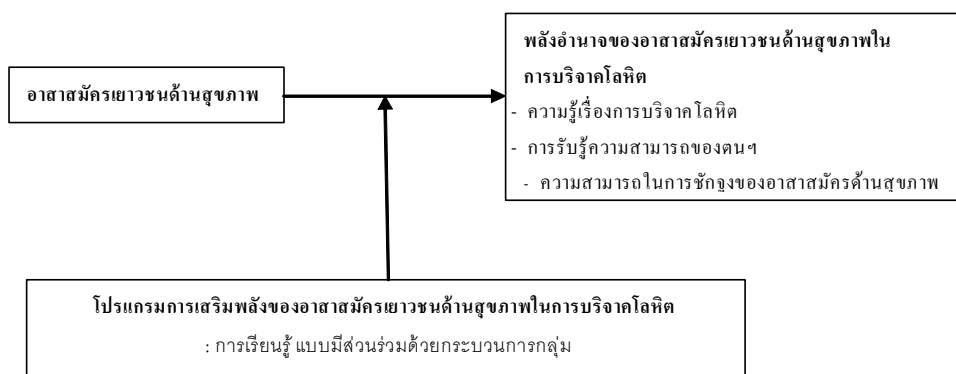 อาสาสมัครเยาวชนด้านสุขภาพ
พลังอำนาจของอาสาสมัครเยาวชนด้านสุขภาพใน
การบริจาคโลหิต
- ความรู้เรื่องการบริจาคโลหิต
- การรับรู้ความสามารถของตนฯ
- ความสามารถในการชักจูงของอาสาสมัครด้านสุขภาพ
โปรแกรมการเสริมพลังของอาสาสมัครเยาวชนด้านสุขภาพในการบริจาคโลหิต
: การเรียนรู้ แบบมีส่วนร่วมด้วยกระบวนการกลุ่ม